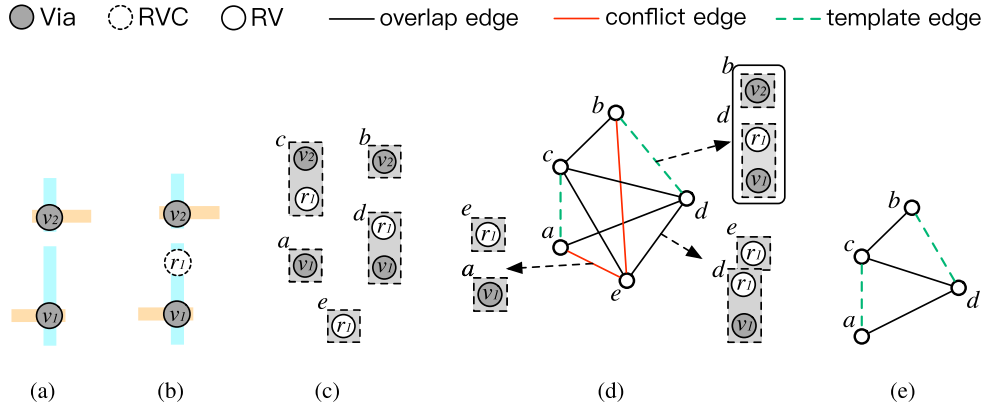 Via RVC RV overlap edge conflict edge template edge
v2
v1
v2
r1
v1
c
v2
r1
b
v2
a
v1
d
r1
v1
e
r1
b
c
a
d
e
e
r1
a
v1
b
v2
d
r1
v1
e
r1
d
r1
v1
b
c
a
d
(a) (b) (c) (d) (e)